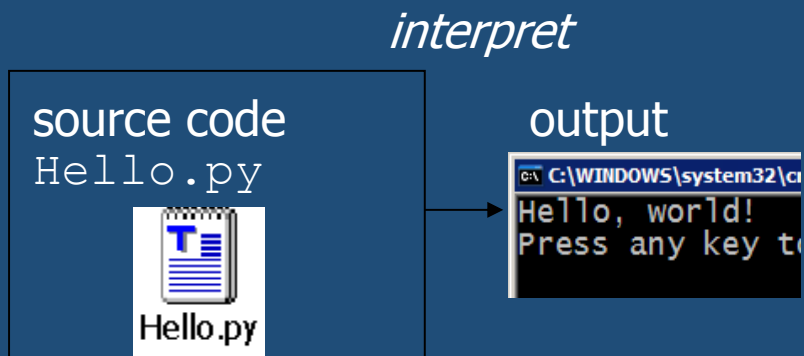 interpret
source code
Hello.py
Hello.py
output
C:\WINDOWS\system32\c
Hello, world!
Press any key t